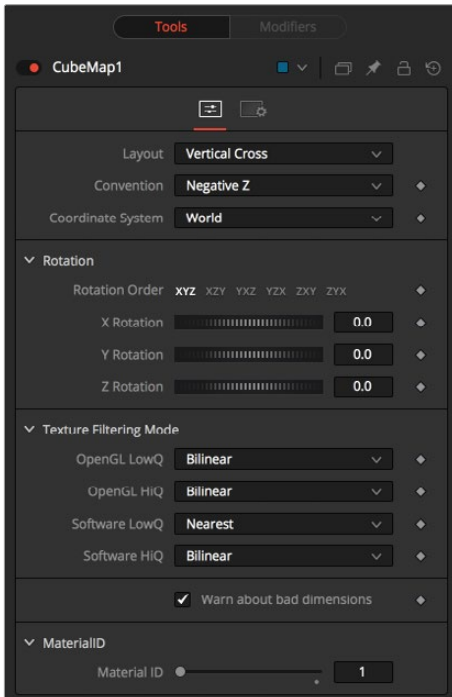 Tools Modifiers
CubeMap1
Layout Vertical Cross
Convention Negative Z
Coordinate System World
Rotation
Rotation Order XYZ XZY YXZ YZX ZXY ZYX
X Rotation 0.0
Y Rotation 0.0
Z Rotation 0.0
Texture Filtering Mode
OpenGL LowQ Bilinear
OpenGL HiQ Bilinear
Software LowQ Nearest
Software HiQ Bilinear
Warn about bad dimensions
MaterialID
Material ID 1